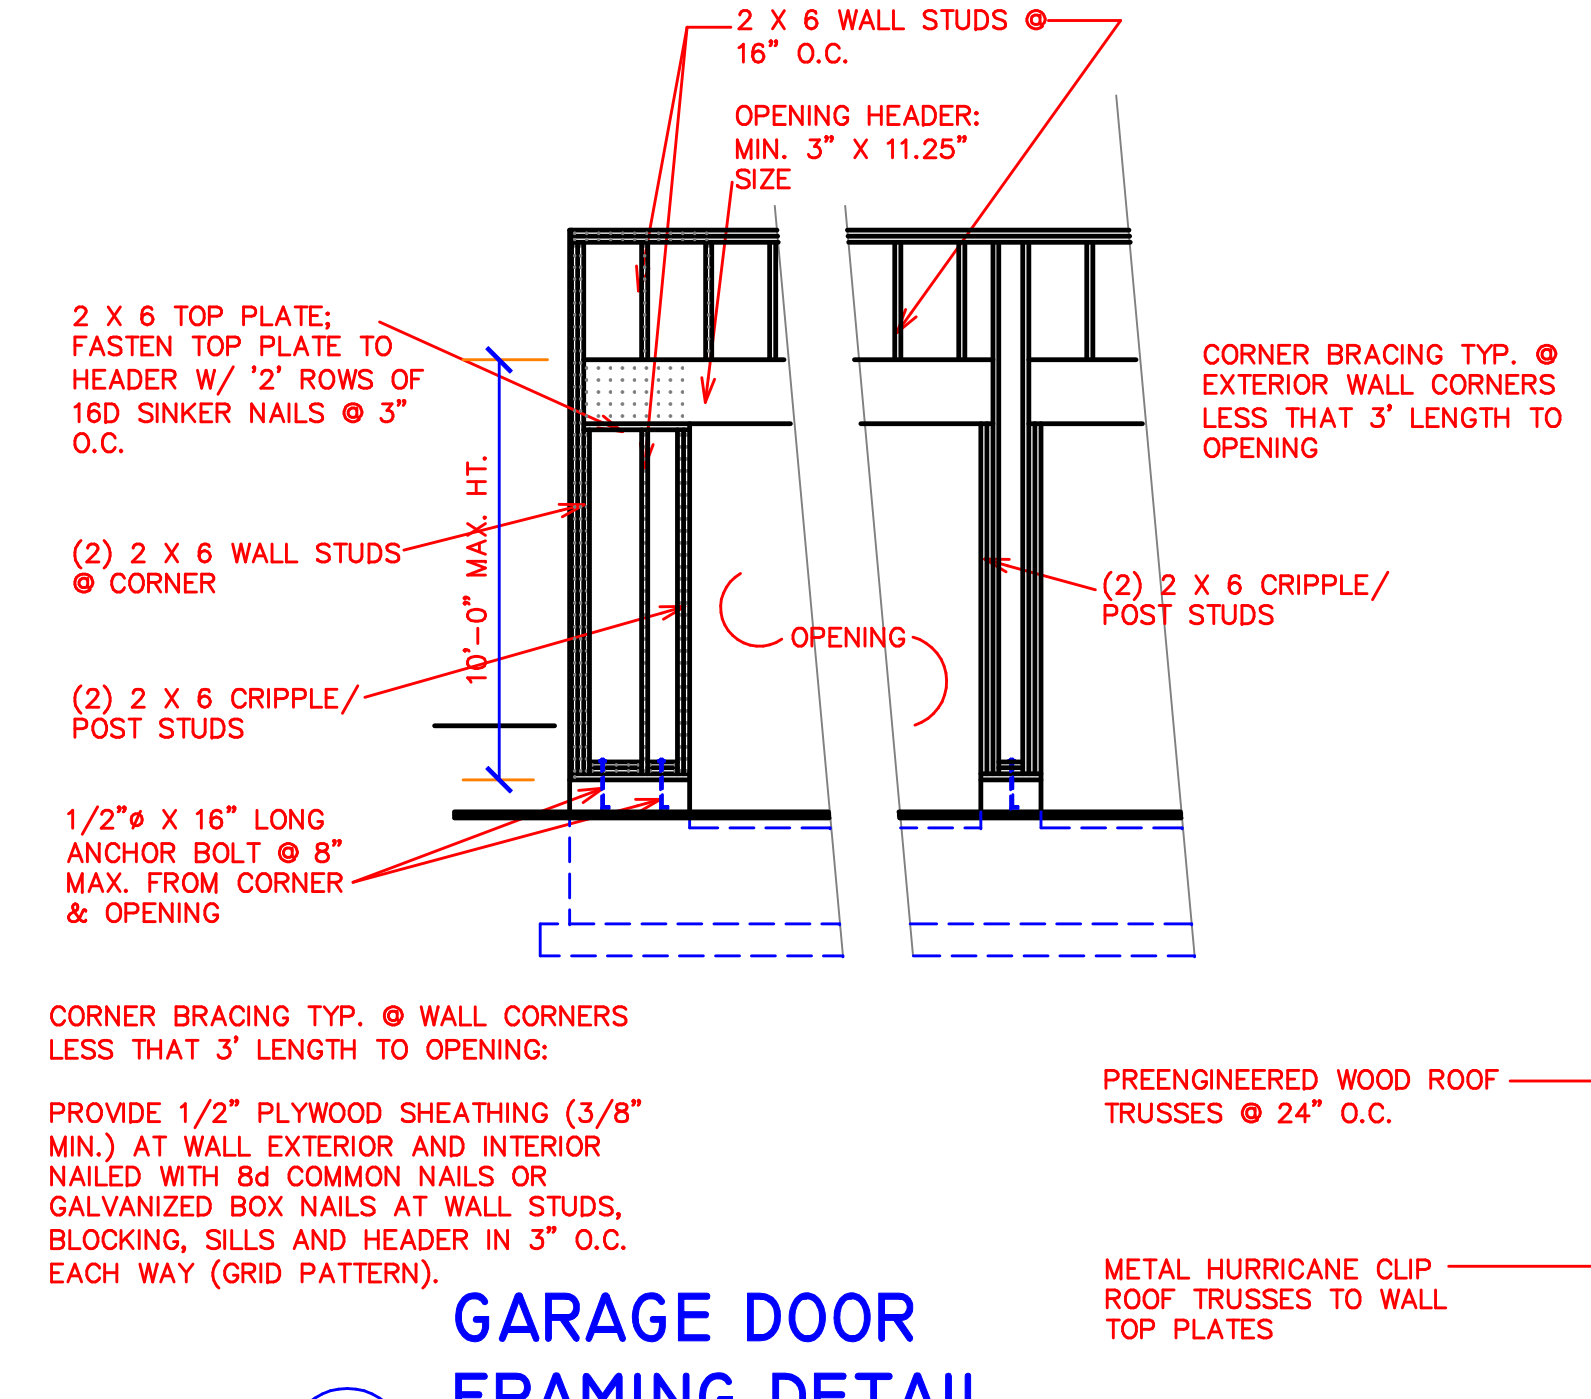 2 X 6 WALL STUDS @
16" O.C.
OPENING HEADER:
MIN. 3" X 11.25"
SIZE
2 X 6 TOP PLATE;
FASTEN TOP PLATE TO
HEADER W/ '2' ROWS OF
16D SINKER NAILS @ 3"
O.C.
CORNER BRACING TYP. @
EXTERIOR WALL CORNERS
LESS THAT 3' LENGTH TO
OPENING
10'-0" MAX. HT.
(2) 2 X 6 WALL STUDS
@ CORNER
(2) 2 X 6 CRIPPLE/
POST STUDS
OPENING
(2) 2 X 6 CRIPPLE/
POST STUDS
1/2"ø X 16" LONG
ANCHOR BOLT @ 8"
MAX. FROM CORNER
& OPENING
CORNER BRACING TYP. @ WALL CORNERS
LESS THAT 3' LENGTH TO OPENING:
PROVIDE 1/2" PLYWOOD SHEATHING (3/8"
MIN.) AT WALL EXTERIOR AND INTERIOR
NAILED WITH 8d COMMON NAILS OR
GALVANIZED BOX NAILS AT WALL STUDS,
BLOCKING, SILLS AND HEADER IN 3" O.C.
EACH WAY (GRID PATTERN).
PREENGINEERED WOOD ROOF
TRUSSES @ 24" O.C.
METAL HURRICANE CLIP
ROOF TRUSSES TO WALL
TOP PLATES
GARAGE DOOR
FRAMING DETAIL